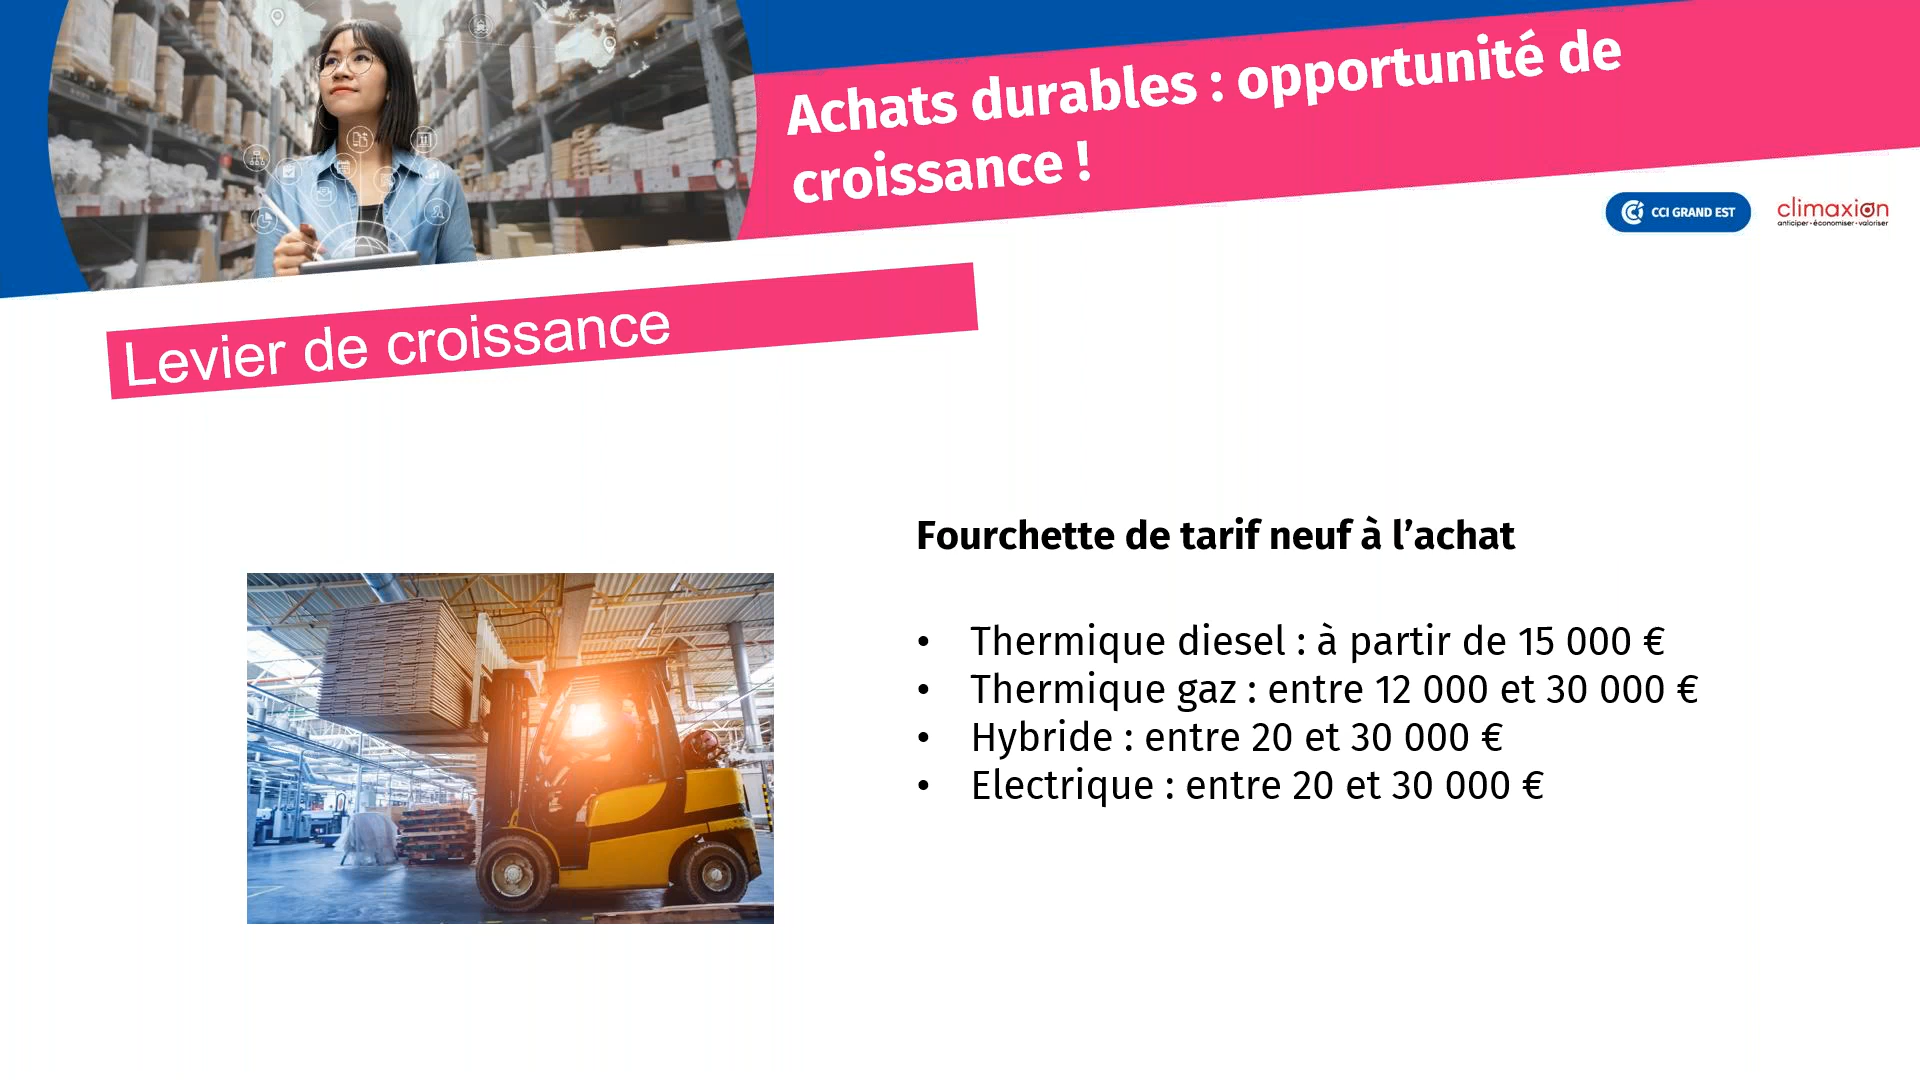 Achats durables : opportunité de
croissance !
CCI GRAND EST
climaxion
anticiper • économiser • valoriser
Levier de croissance
Fourchette de tarif neuf à l’achat
• Thermique diesel : à partir de 15 000 €
• Thermique gaz : entre 12 000 et 30 000 €
• Hybride : entre 20 et 30 000 €
• Electrique : entre 20 et 30 000 €